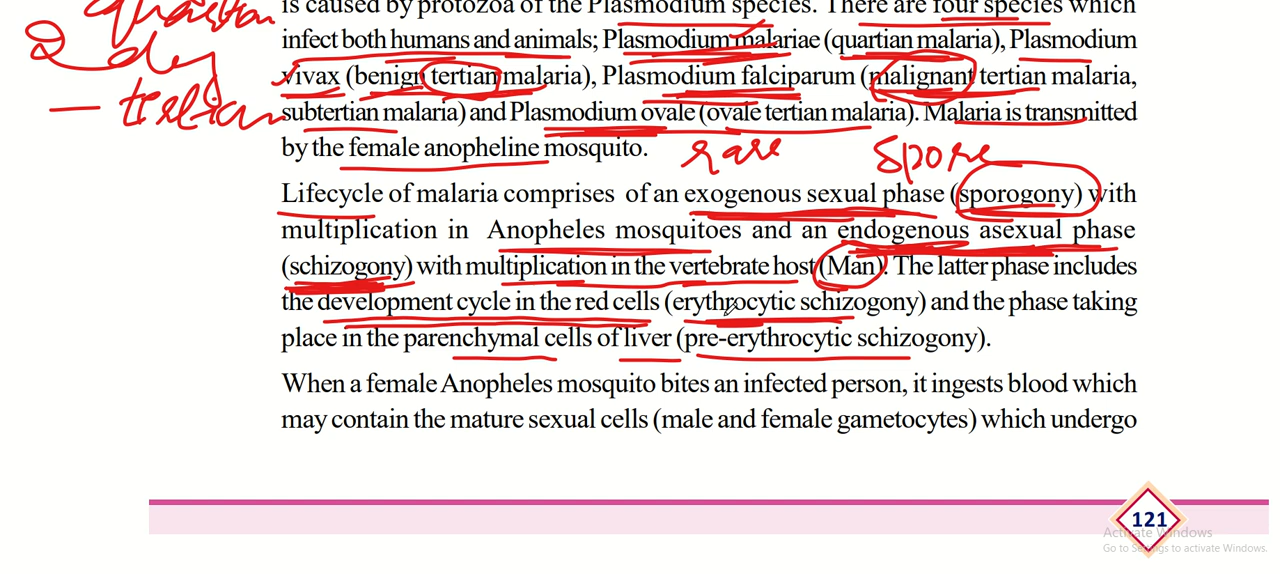 is caused by protozoa of the Plasmodium species. There are four species which
infect both humans and animals; Plasmodium malariae (quartian malaria), Plasmodium
vivax (benign tertian malaria), Plasmodium falciparum (malignant tertian malaria,
subtertian malaria) and Plasmodium ovale (ovale tertian malaria). Malaria is transmitted
by the female anopheline mosquito.
2 day
rare
spore
Lifecycle of malaria comprises of an exogenous sexual phase (sporogony) with
multiplication in Anopheles mosquitoes and an endogenous asexual phase
(schizogony) with multiplication in the vertebrate host (Man). The latter phase includes
the development cycle in the red cells (erythrocytic schizogony) and the phase taking
place in the parenchymal cells of liver (pre-erythrocytic schizogony).
When a female Anopheles mosquito bites an infected person, it ingests blood which
may contain the mature sexual cells (male and female gametocytes) which undergo
121
Activate Windows
Go to Settings to activate Windows.